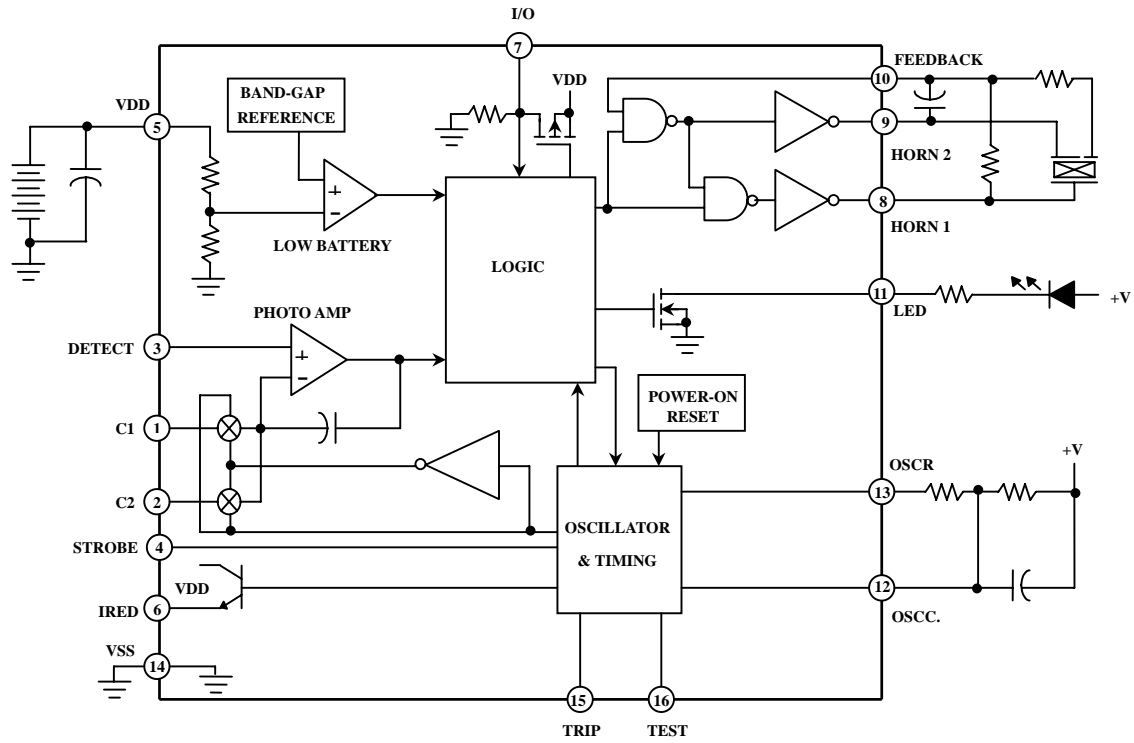 I/O
7
FEEDBACK
10
VDD
BAND-GAP
REFERENCE
VDD
5
9
HORN 2
+
−
LOW BATTERY
8
HORN 1
LOGIC
PHOTO AMP
11
LED
+V
DETECT
3
+
−
POWER-ON
RESET
C1
1
+V
OSCR
13
C2
2
OSCILLATOR
& TIMING
STROBE
4
VDD
12
OSCC.
IRED
6
VSS
14
15
16
TRIP
TEST